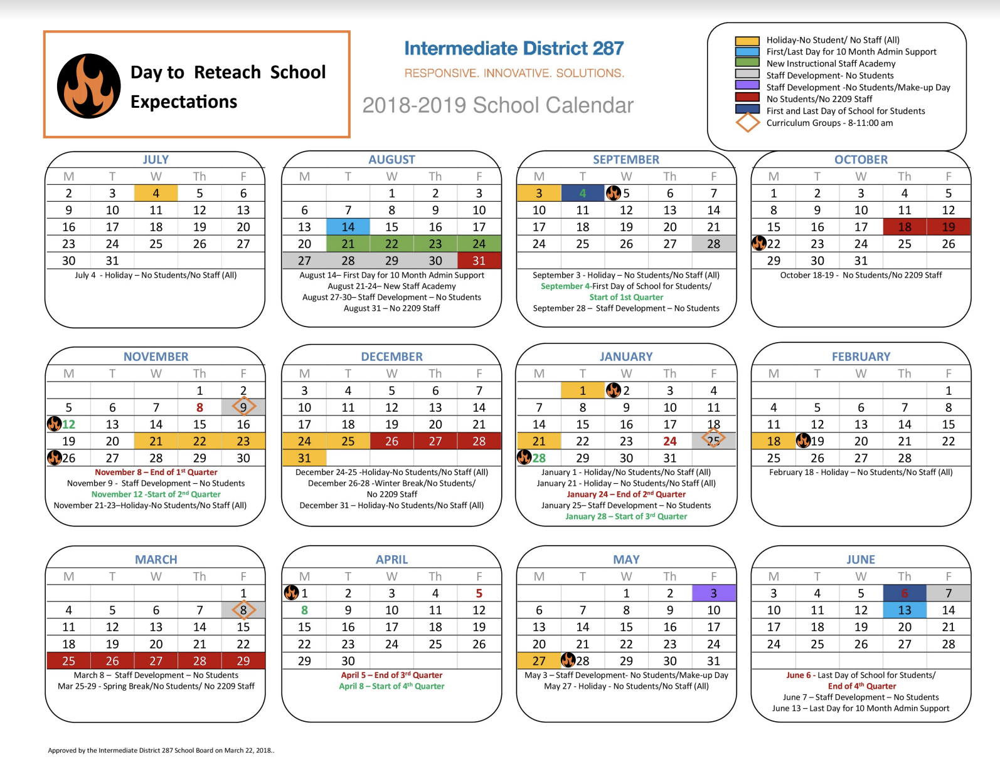 Day to Reteach School
Expectations
Intermediate District 287
RESPONSIVE. INNOVATIVE. SOLUTIONS.
2018-2019 School Calendar
Holiday-No Student/ No Staff (All)
First/Last Day for 10 Month Admin Support
New Instructional Staff Academy
Staff Development- No Students
Staff Development -No Students/Make-up Day
No Students/No 2209 Staff
First and Last Day of School for Students
Curriculum Groups - 8-11:00 am
JULY
M T W Th F
2 3 4 5 6
9 10 11 12 13
16 17 18 19 20
23 24 25 26 27
30 31
July 4 - Holiday – No Students/No Staff (All)
AUGUST
M T W Th F
1 2 3
6 7 8 9 10
13 14 15 16 17
20 21 22 23 24
27 28 29 30 31
August 14– First Day for 10 Month Admin Support
August 21-24– New Staff Academy
August 27-30– Staff Development – No Students
August 31 – No 2209 Staff
SEPTEMBER
M T W Th F
3 4 5 6 7
10 11 12 13 14
17 18 19 20 21
24 25 26 27 28
September 3 - Holiday – No Students/No Staff (All)
September 4-First Day of School for Students/
Start of 1st Quarter
September 28 – Staff Development – No Students
OCTOBER
M T W Th F
1 2 3 4 5
8 9 10 11 12
15 16 17 18 19
22 23 24 25 26
29 30 31
October 18-19 - No Students/No 2209 Staff
NOVEMBER
M T W Th F
1 2
5 6 7 8 9
12 13 14 15 16
19 20 21 22 23
26 27 28 29 30
November 8 – End of 1st Quarter
November 9 - Staff Development – No Students
November 12 -Start of 2nd Quarter
November 21-23–Holiday-No Students/No Staff (All)
DECEMBER
M T W Th F
3 4 5 6 7
10 11 12 13 14
17 18 19 20 21
24 25 26 27 28
31
December 24-25 -Holiday-No Students/No Staff (All)
December 26-28 -Winter Break/No Students/
No 2209 Staff
December 31 – Holiday-No Students/No Staff (All)
JANUARY
M T W Th F
1 2 3 4
7 8 9 10 11
14 15 16 17 18
21 22 23 24 25
28 29 30 31
January 1 - Holiday/No Students/No Staff (All)
January 21 - Holiday – No Students/No Staff (All)
January 24 – End of 2nd Quarter
January 25– Staff Development – No Students
January 28 – Start of 3rd Quarter
FEBRUARY
M T W Th F
1
4 5 6 7 8
11 12 13 14 15
18 19 20 21 22
25 26 27 28
February 18 - Holiday – No Students/No Staff (All)
MARCH
M T W Th F
1
4 5 6 7 8
11 12 13 14 15
18 19 20 21 22
25 26 27 28 29
March 8 – Staff Development – No Students
Mar 25-29 - Spring Break/No Students/ No 2209 Staff
APRIL
M T W Th F
1 2 3 4 5
8 9 10 11 12
15 16 17 18 19
22 23 24 25 26
29 30
April 5 – End of 3rd Quarter
April 8 – Start of 4th Quarter
MAY
M T W Th F
1 2 3
6 7 8 9 10
13 14 15 16 17
20 21 22 23 24
27 28 29 30 31
May 3 – Staff Development- No Students/Make-up Day
May 27 - Holiday - No Students/No Staff (All)
JUNE
M T W Th F
3 4 5 6 7
10 11 12 13 14
17 18 19 20 21
24 25 26 27 28
June 6 - Last Day of School for Students/
End of 4th Quarter
June 7 – Staff Development – No Students
June 13 – Last Day for 10 Month Admin Support
Approved by the Intermediate District 287 School Board on March 22, 2018..